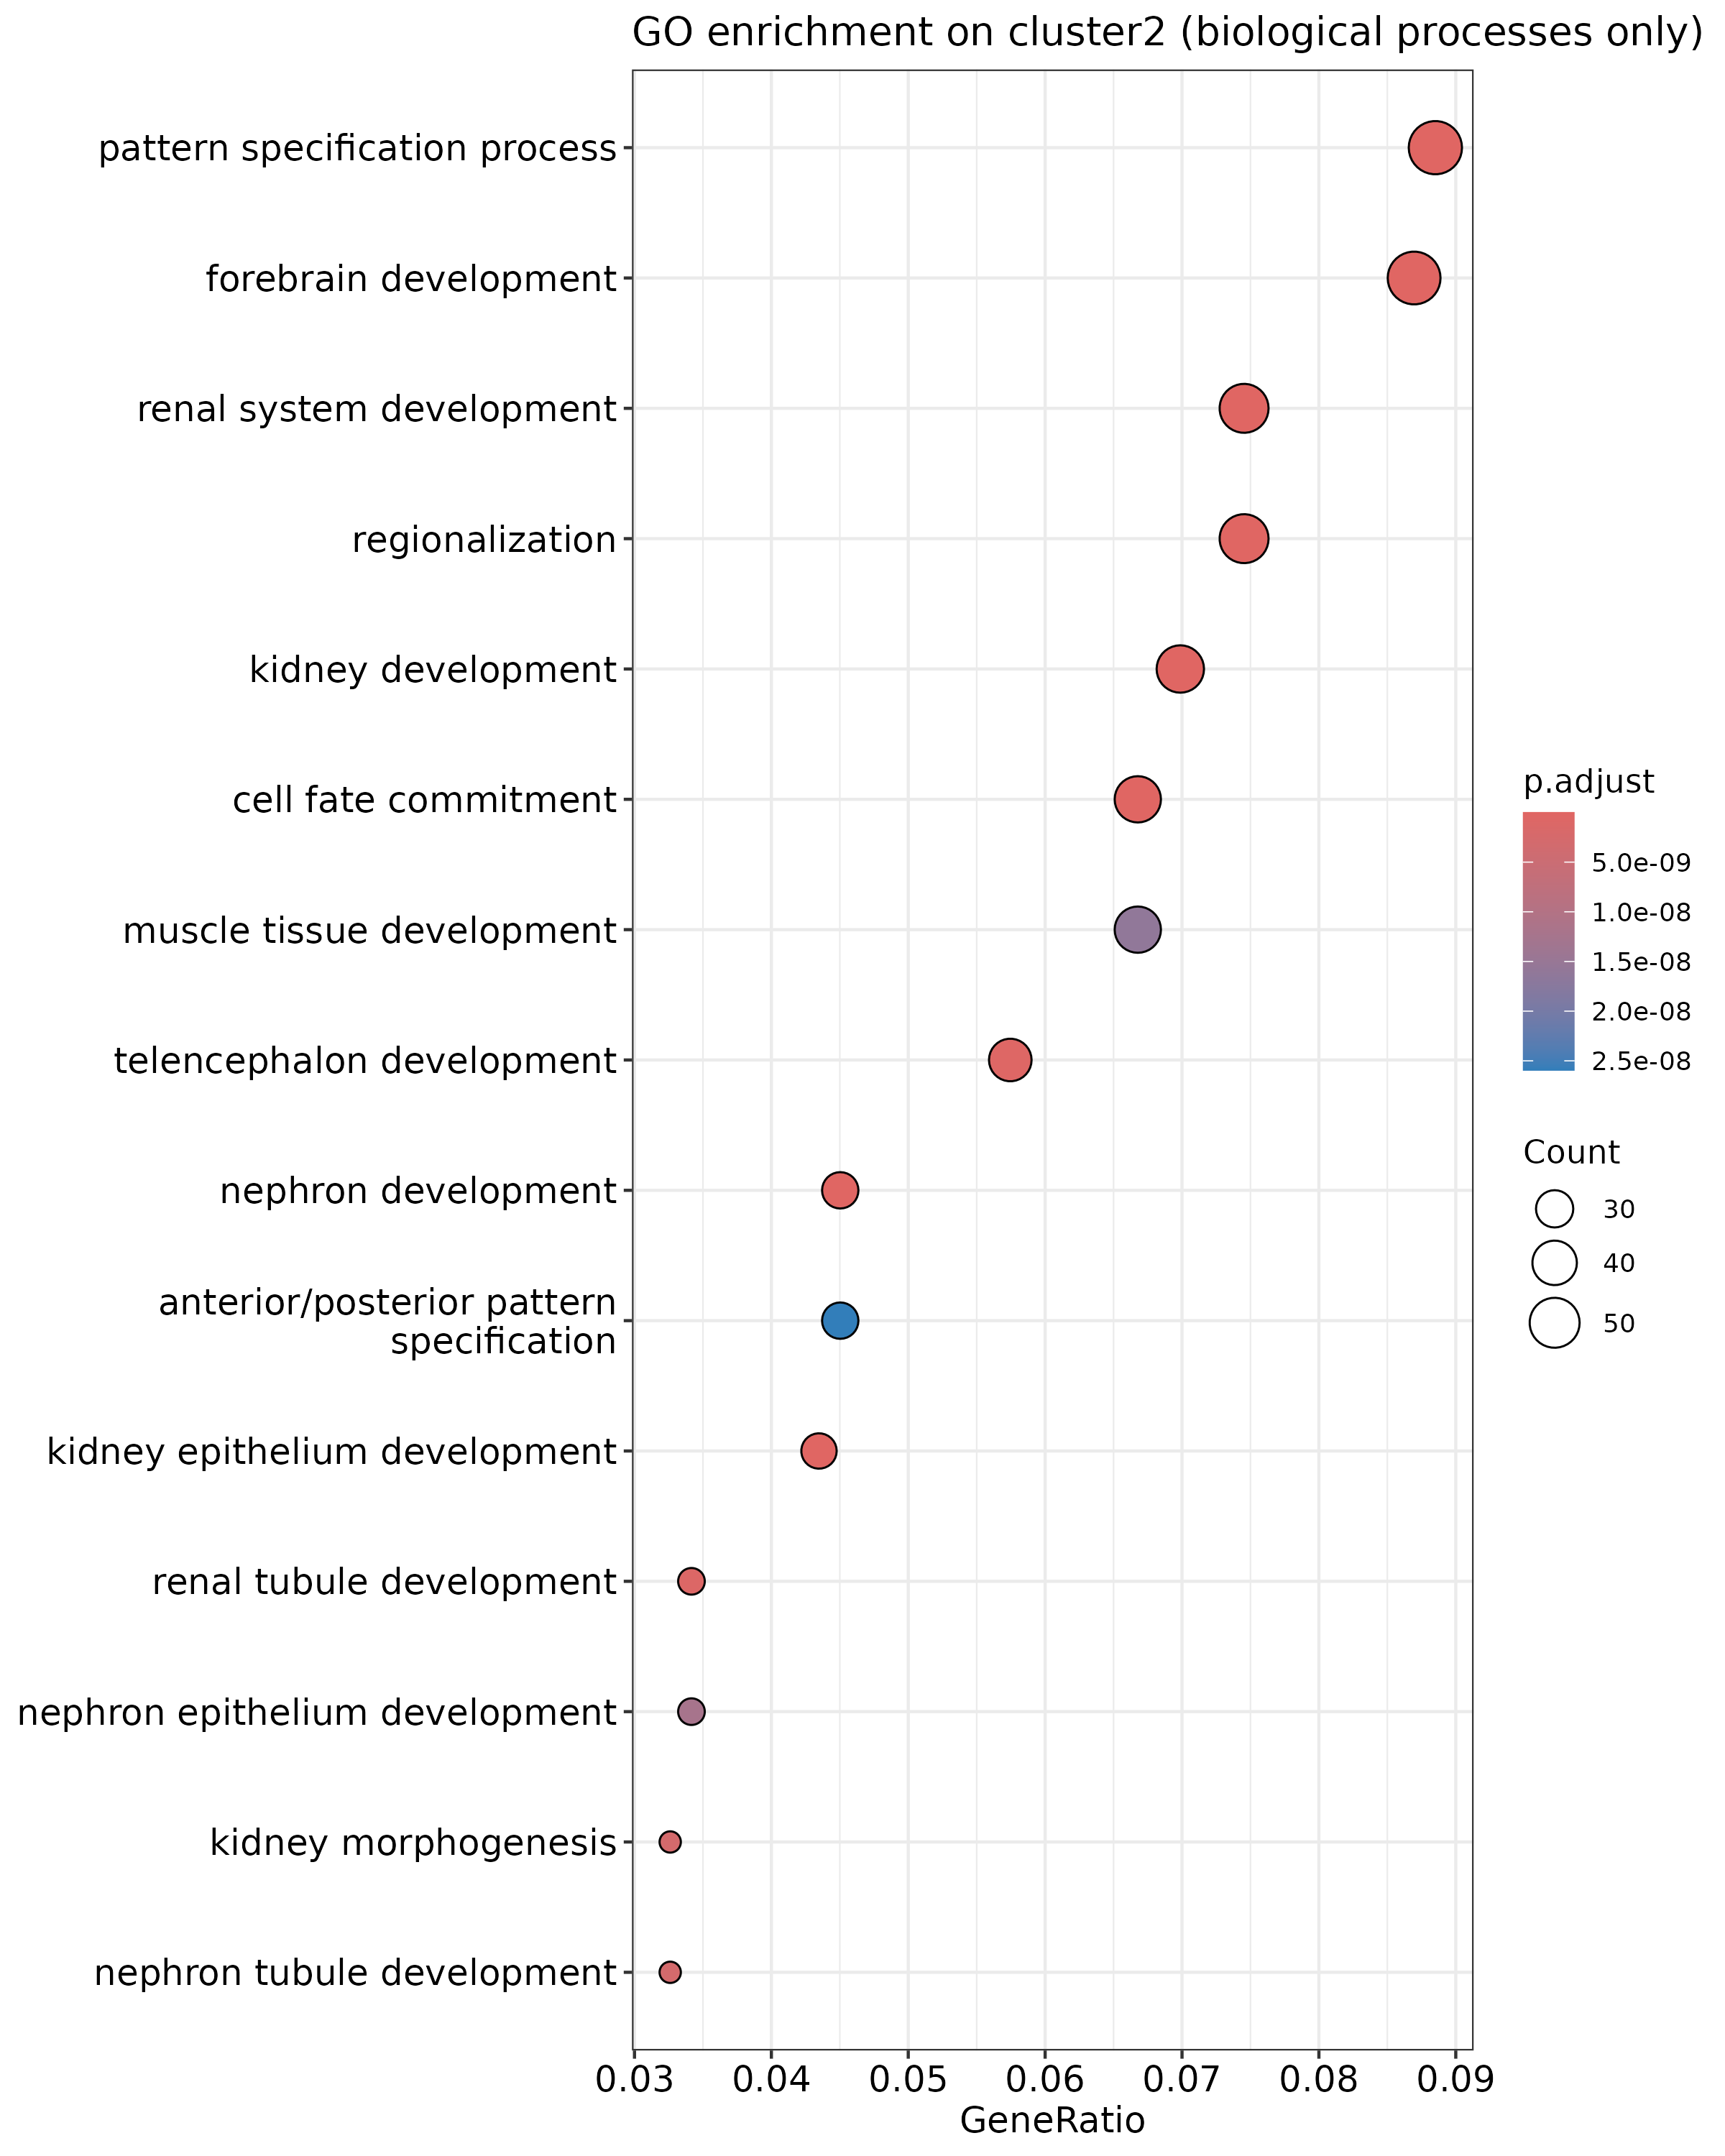 GO enrichment on cluster2 (biological processes only)
pattern specification process
forebrain development
renal system development
regionalization
kidney development
cell fate commitment
muscle tissue development
telencephalon development
nephron development
anterior/posterior pattern
specification
kidney epithelium development
renal tubule development
nephron epithelium development
kidney morphogenesis
nephron tubule development
0.03 0.04 0.05 0.06 0.07 0.08 0.09
GeneRatio
p.adjust
5.0e-09
1.0e-08
1.5e-08
2.0e-08
2.5e-08
Count
30
40
50